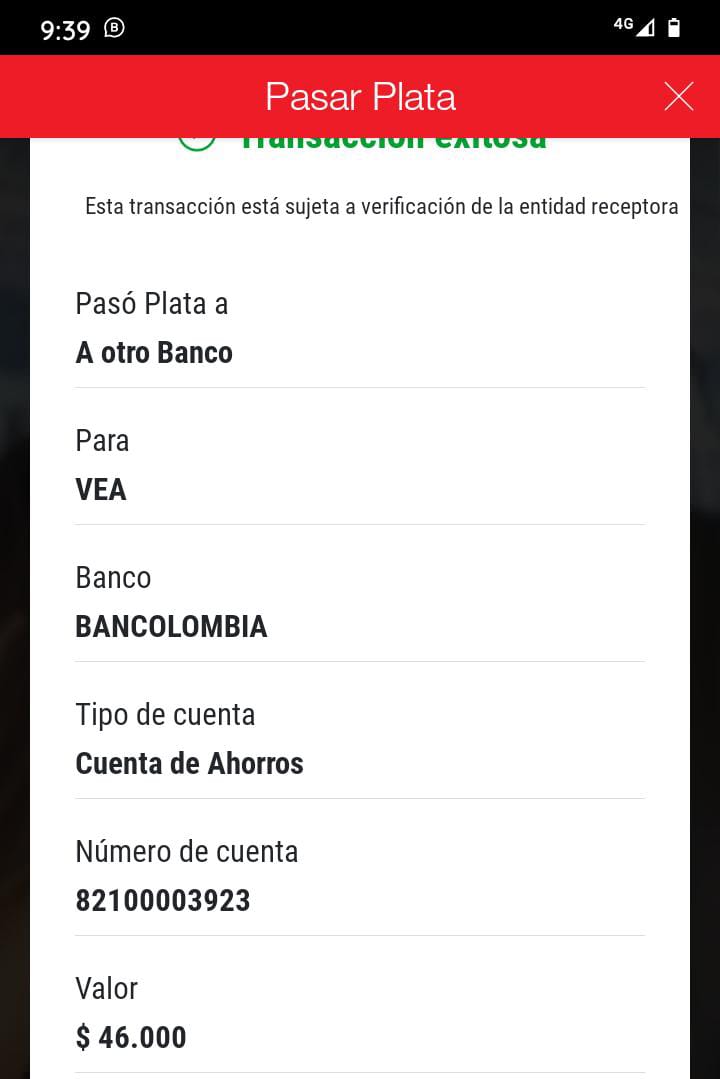 9:39 B 4G
Pasar Plata
Transacción exitosa
Esta transacción está sujeta a verificación de la entidad receptora
Pasó Plata a
A otro Banco
Para
VEA
Banco
BANCOLOMBIA
Tipo de cuenta
Cuenta de Ahorros
Número de cuenta
82100003923
Valor
$ 46.000